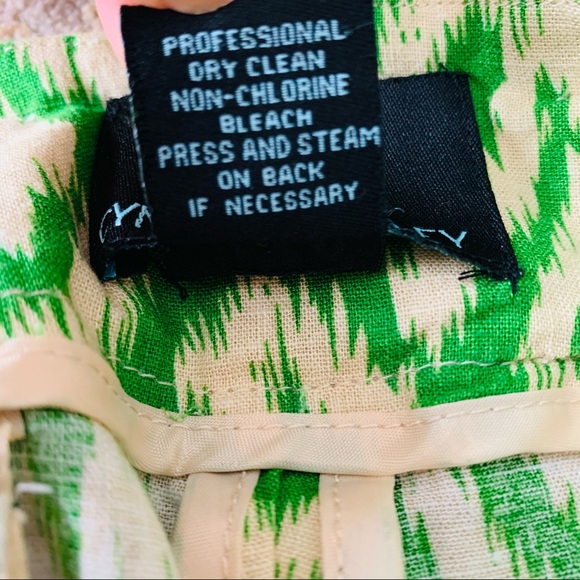 PROFESSIONAL
DRY CLEAN
NON-CHLORINE
BLEACH
PRESS AND STEAM
ON BACK
IF NECESSARY